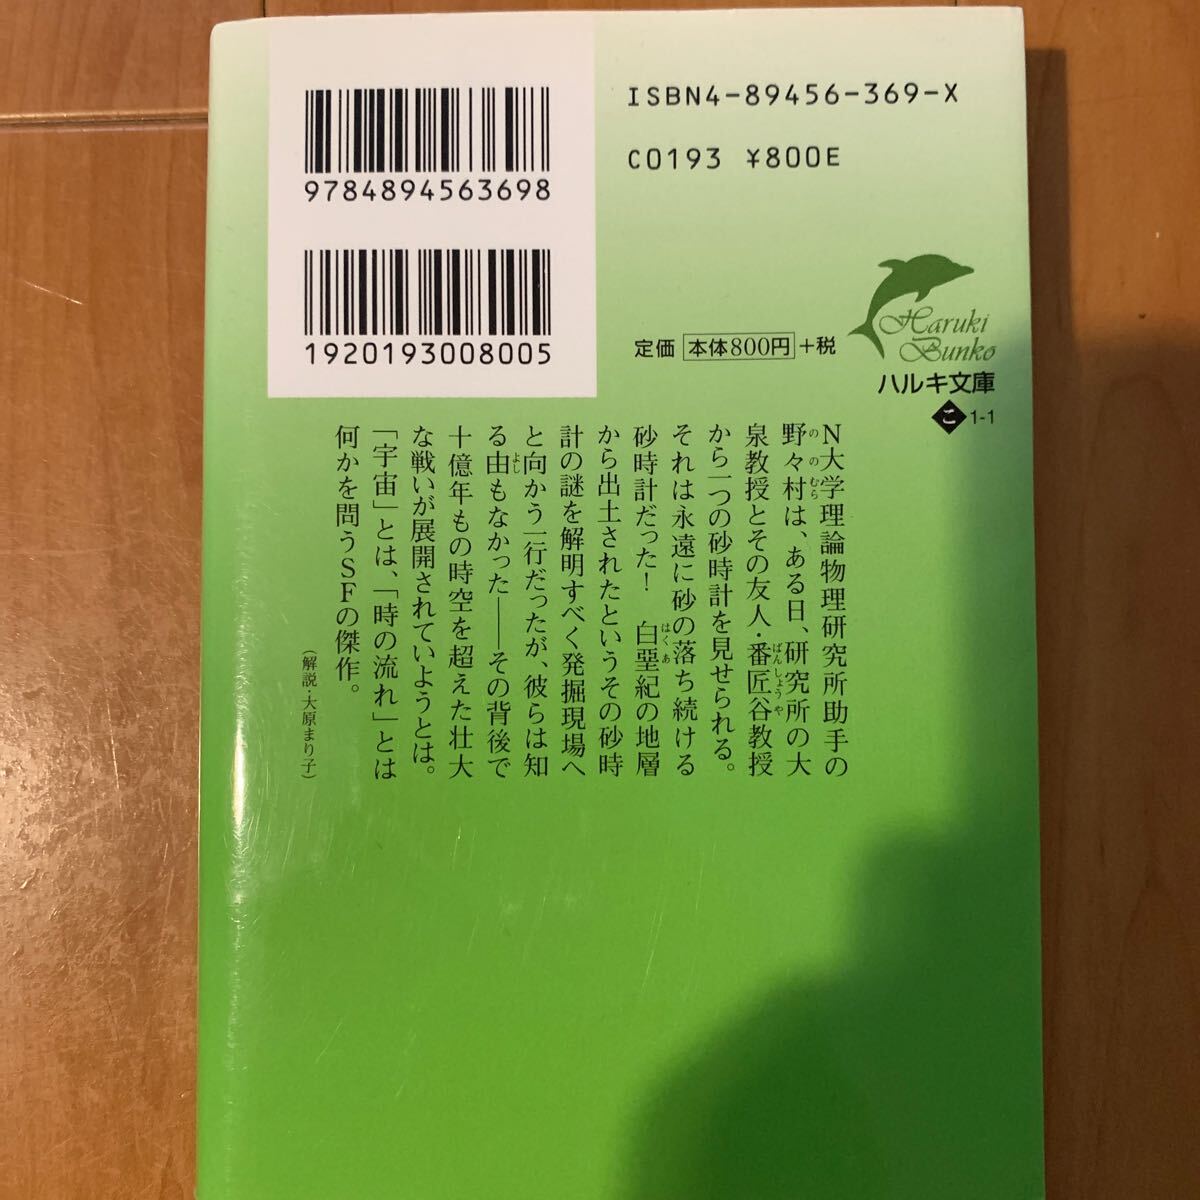 ISBN4-89456-369-X
C0193 ¥800E
9784894563698
1920193008005
定価 本体800円 +税
Haruki
Bunko
ハルキ文庫
こ 1-1
N大学理論物理研究所助手の
野々村は、ある日、研究所の大
泉教授とその友人・番匠谷教授
から一つの砂時計を見せられる。
それは永遠に砂の落ち続ける
砂時計だった! 白堊紀の地層
から出土されたというその砂時
計の謎を解明すべく発掘現場へ
と向かう一行だったが、彼らは知
る由もなかった――その背後で
十億年もの時空を超えた壮大
な戦いが展開されていようとは。
「宇宙」とは、「時の流れ」とは
何かを問うSFの傑作。
(解説・大原まり子)